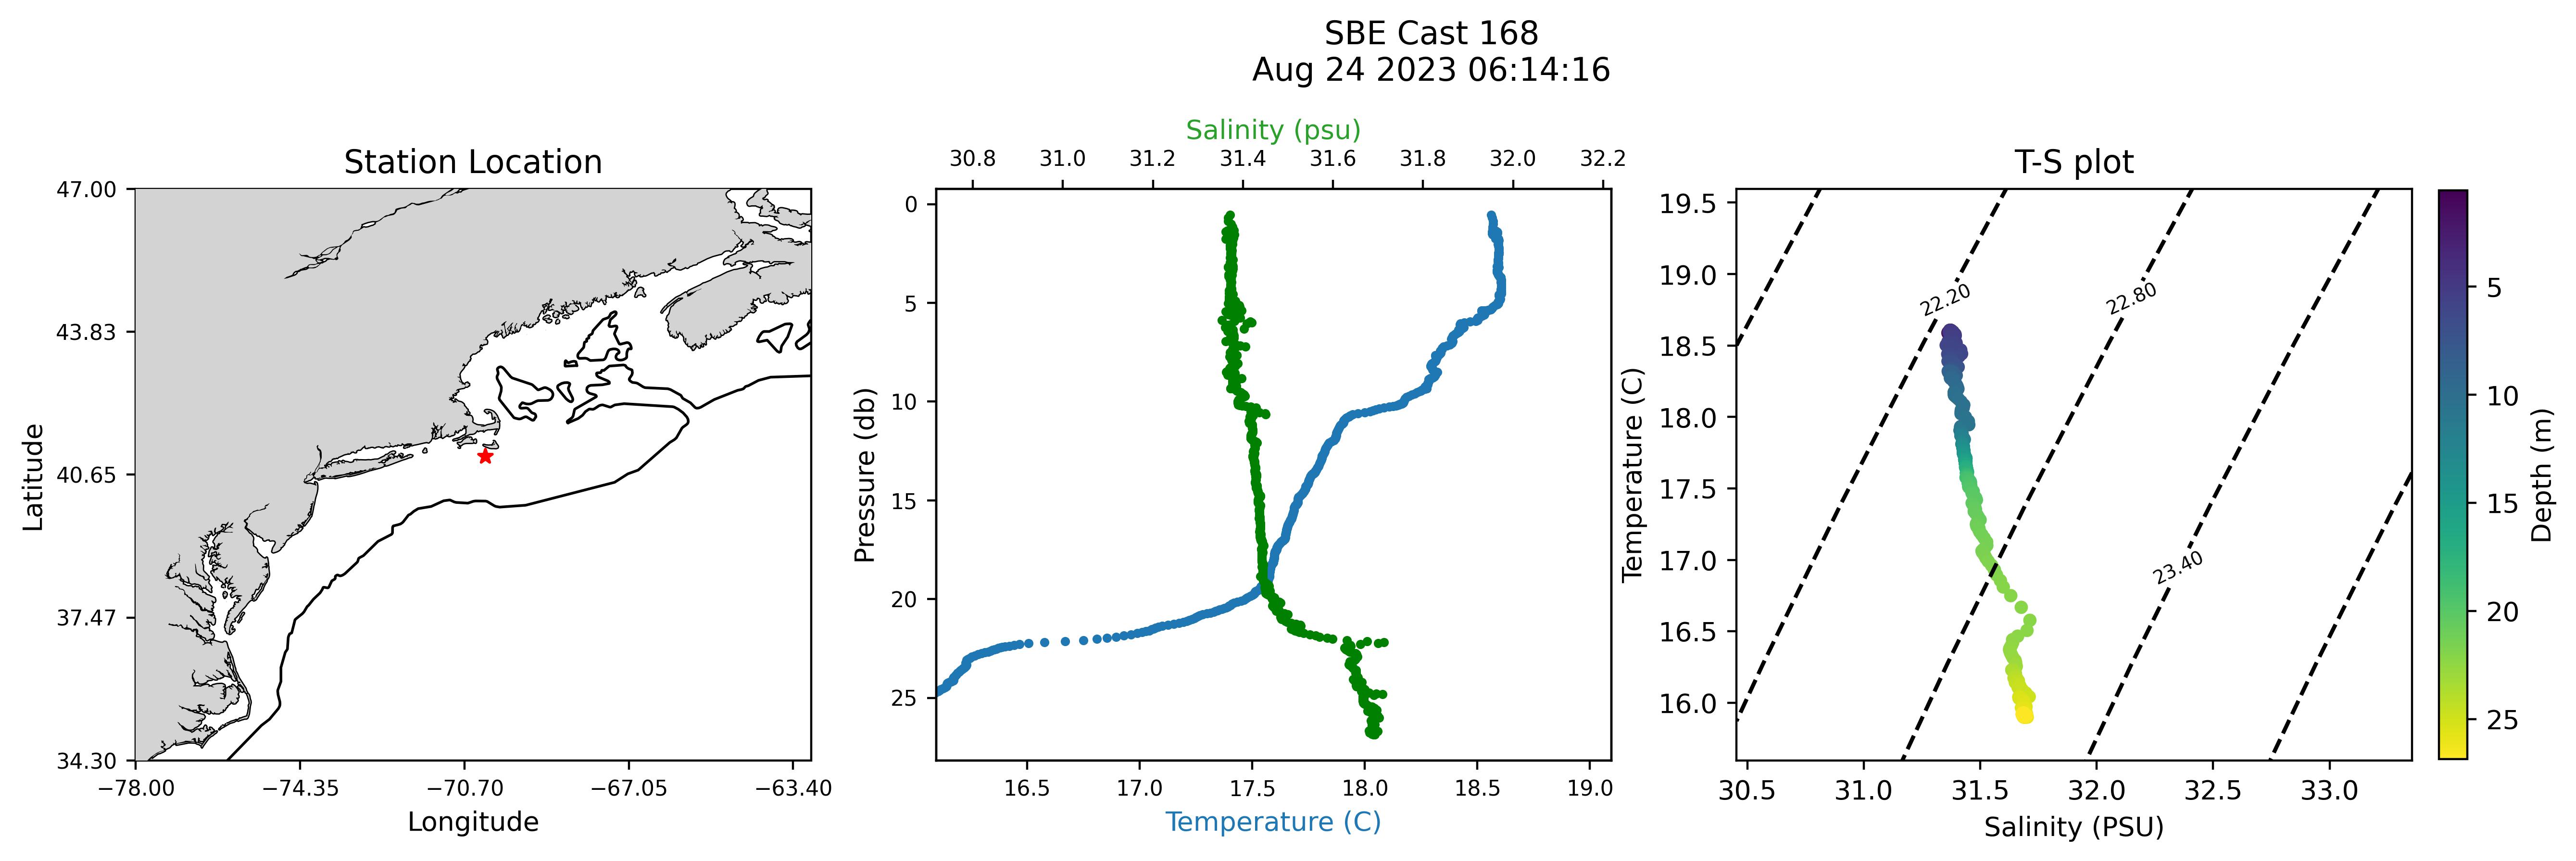 SBE Cast 168
Aug 24 2023 06:14:16
Station Location
47.00
43.83
40.65
37.47
34.30
Latitude
−78.00 −74.35 −70.70 −67.05 −63.40
Longitude
Salinity (psu)
30.8 31.0 31.2 31.4 31.6 31.8 32.0 32.2
0
5
10
15
20
25
Pressure (db)
16.5 17.0 17.5 18.0 18.5 19.0
Temperature (C)
T-S plot
19.5
19.0
18.5
18.0
17.5
17.0
16.5
16.0
Temperature (C)
22.20
22.80
23.40
30.5 31.0 31.5 32.0 32.5 33.0
Salinity (PSU)
5
10
15
20
25
Depth (m)